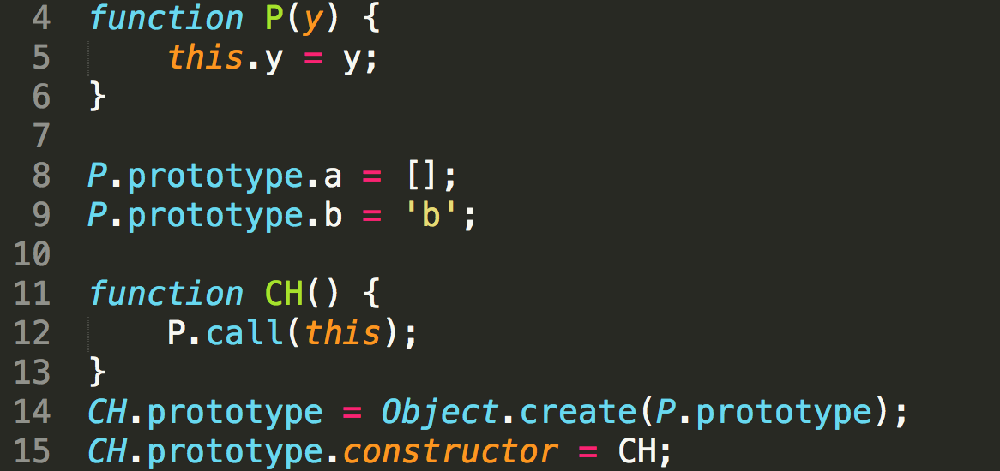 4 function P(y) {
5     this.y = y;
6 }
7
8 P.prototype.a = [];
9 P.prototype.b = 'b';
10
11 function CH() {
12     P.call(this);
13 }
14 CH.prototype = Object.create(P.prototype);
15 CH.prototype.constructor = CH;